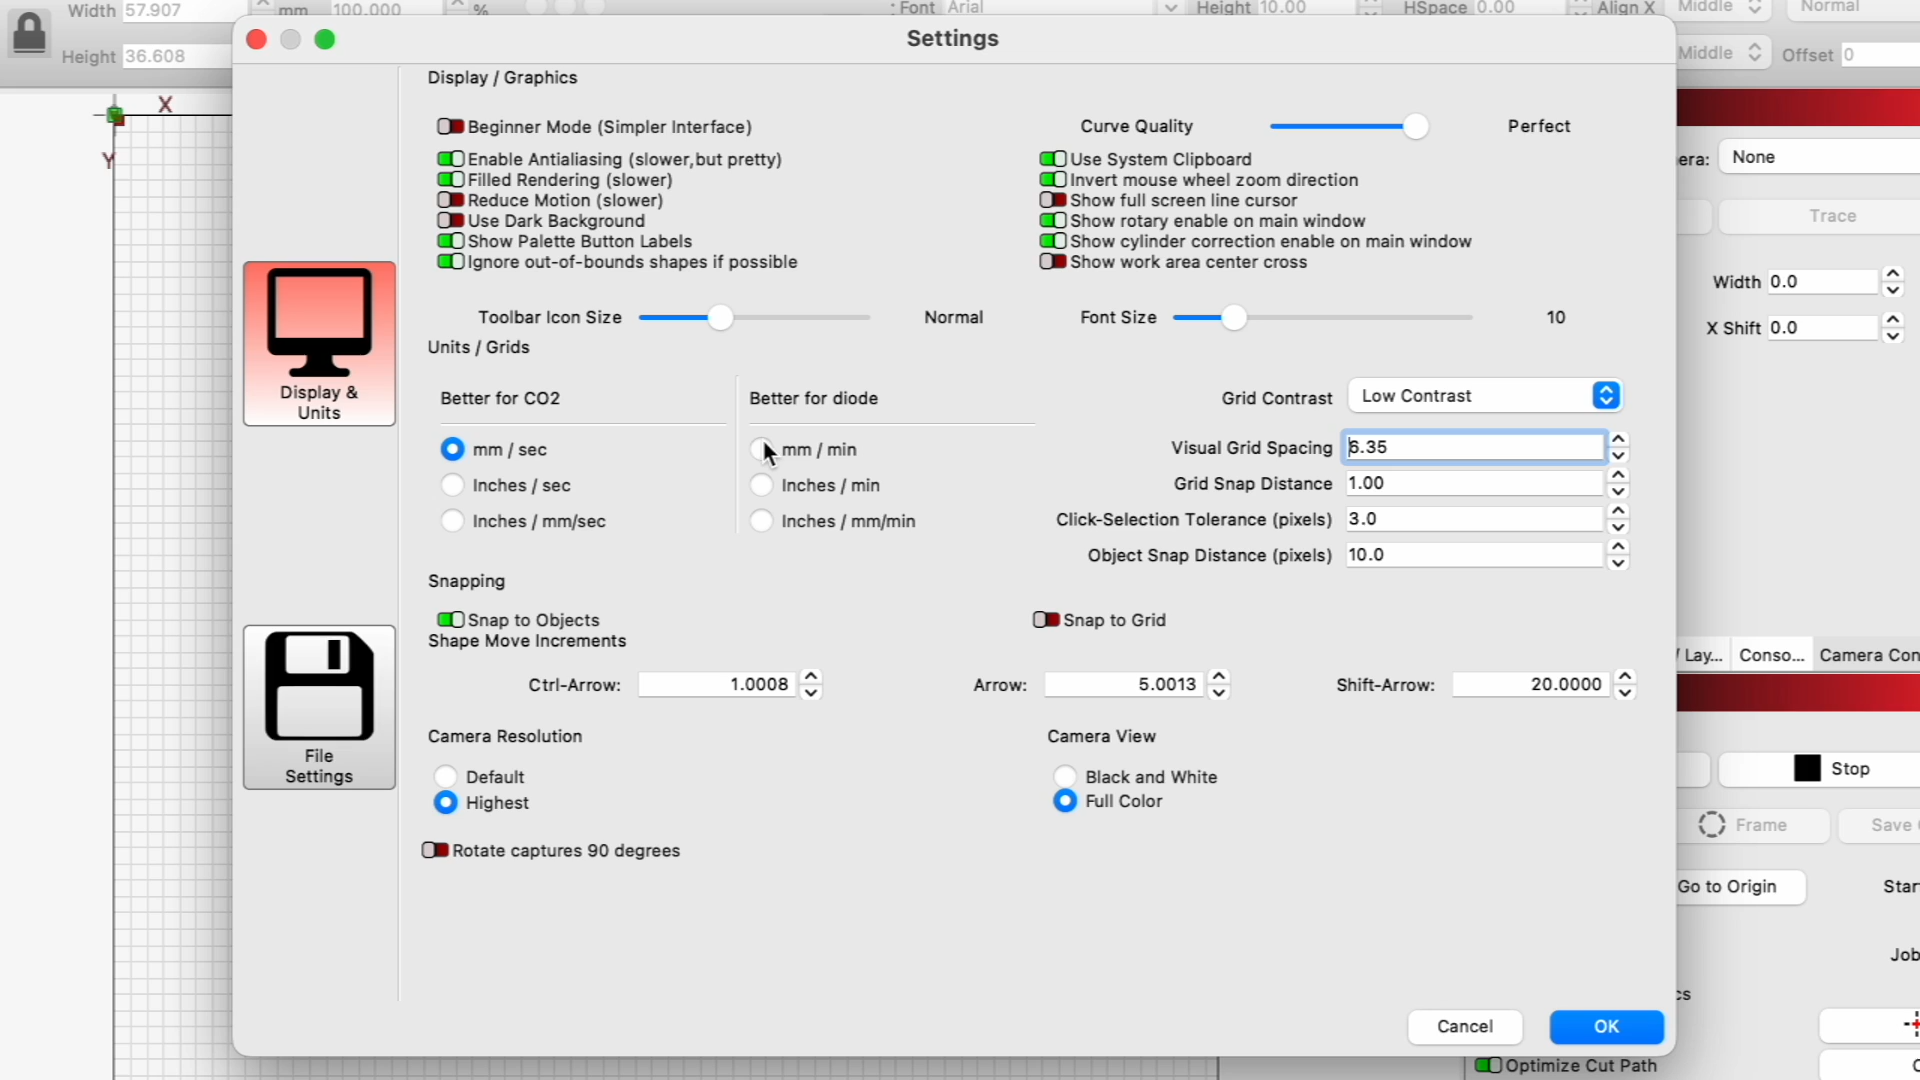 Width 57.907 mm 100.000 % : Font Arial Height 10.00 HSpace 0.00 Align X Middle Normal
Height 36.608 Middle Offset 0
Settings
X
Y
Display / Graphics
Beginner Mode (Simpler Interface)
Curve Quality Perfect
Enable Antialiasing (slower,but pretty)
Filled Rendering (slower)
Reduce Motion (slower)
Use Dark Background
Show Palette Button Labels
Ignore out-of-bounds shapes if possible
Use System Clipboard
Invert mouse wheel zoom direction
Show full screen line cursor
Show rotary enable on main window
Show cylinder correction enable on main window
Show work area center cross
Toolbar Icon Size Normal
Font Size 10
Display &
Units
Units / Grids
Better for CO2
mm / sec
Inches / sec
Inches / mm/sec
Better for diode
mm / min
Inches / min
Inches / mm/min
Grid Contrast Low Contrast
Visual Grid Spacing 6.35
Grid Snap Distance 1.00
Click-Selection Tolerance (pixels) 3.0
Object Snap Distance (pixels) 10.0
Snapping
Snap to Objects
Snap to Grid
Shape Move Increments
Ctrl-Arrow: 1.0008 Arrow: 5.0013 Shift-Arrow: 20.0000
File
Settings
Camera Resolution
Default
Highest
Camera View
Black and White
Full Color
Rotate captures 90 degrees
Cancel OK
era: None
Trace
Width 0.0
X Shift 0.0
/ Lay... Conso... Camera Con
Stop
Frame Save
Go to Origin Star
Job
cs
Optimize Cut Path